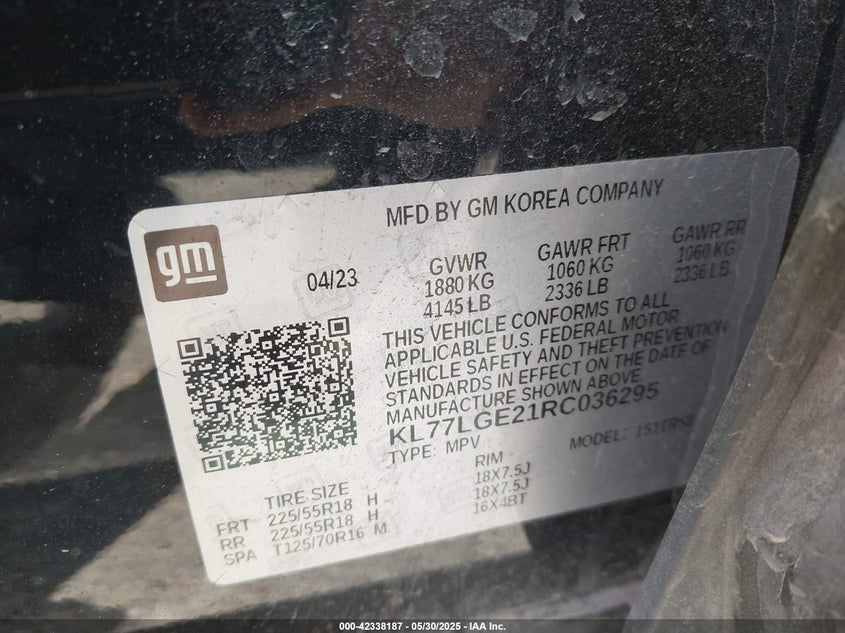 MFD BY GM KOREA COMPANY
gm
04/23
GVWR GAWR FRT GAWR RR
1880 KG 1060 KG 1060 KG
4145 LB 2336 LB 2336 LB
THIS VEHICLE CONFORMS TO ALL
APPLICABLE U.S. FEDERAL MOTOR
VEHICLE SAFETY AND THEFT PREVENTION
STANDARDS IN EFFECT ON THE DATE OF
MANUFACTURE SHOWN ABOVE.
KL77LGE21RC036295
TYPE: MPV MODEL:
TIRE SIZE RIM
FRT 225/55R18 H 18X7.5J
RR 225/55R18 H 18X7.5J
SPA T125/70R16 M 16X4BT
000-42338187 - 05/30/2025 - IAA Inc.